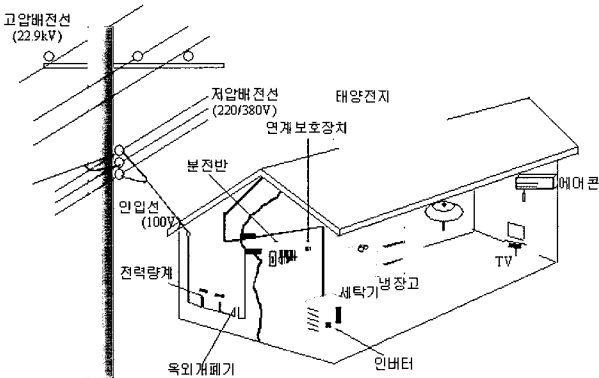 고압배전선
(22.9kV)
저압배전선
(220/380V)
태양전지
연계보호장치
분전반
에어콘
인입선
(100V)
TV
전력량계
냉장고
세탁기
인버터
옥외개폐기